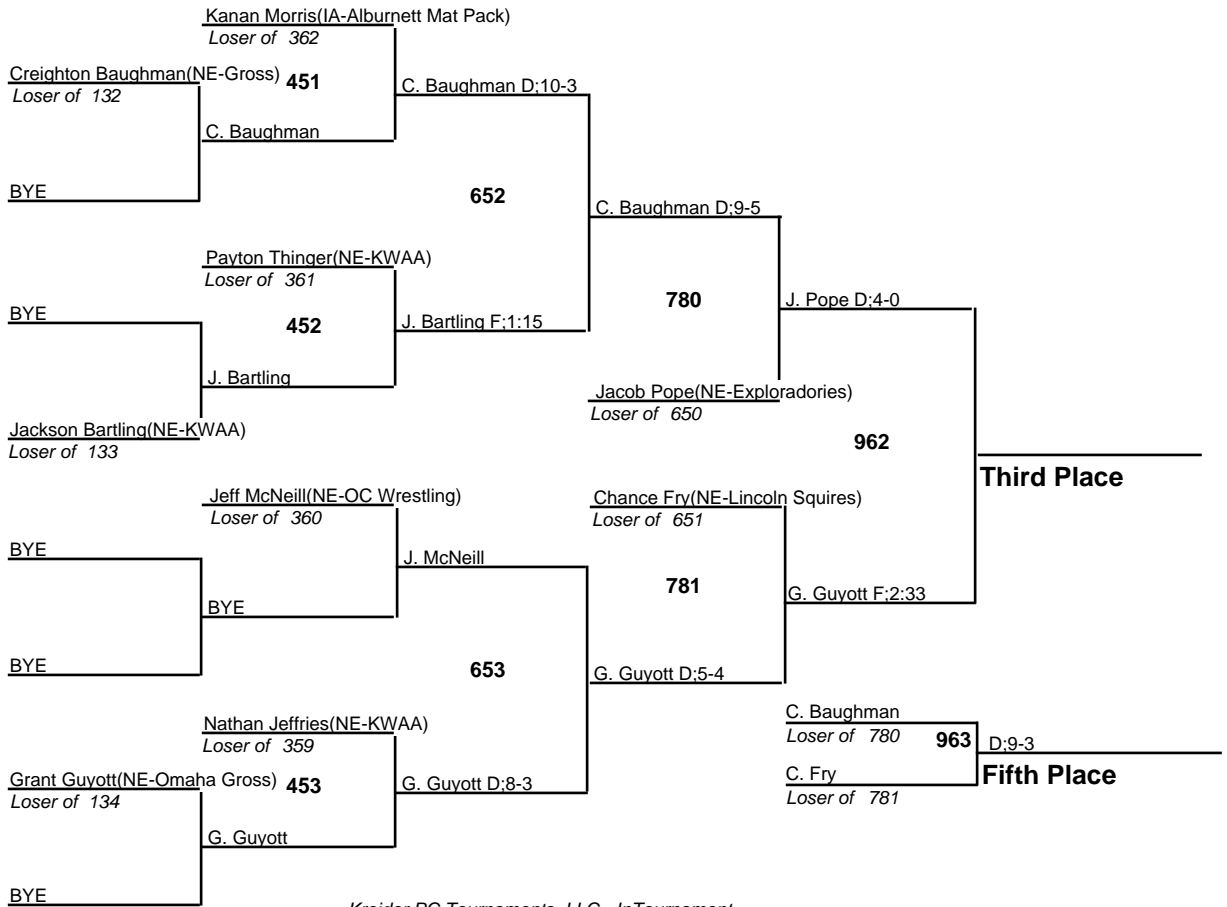 Kanan Morris(IA-Alburnett Mat Pack)
Loser of 362
Creighton Baughman(NE-Gross)
451
Loser of 132
C. Baughman D;10-3
C. Baughman
BYE
652
C. Baughman D;9-5
Payton Thinger(NE-KWAA)
Loser of 361
780
J. Pope D;4-0
BYE
452
J. Bartling F;1:15
J. Bartling
Jacob Pope(NE-Exploradories)
Loser of 650
Jackson Bartling(NE-KWAA)
Loser of 133
962
Third Place
Jeff McNeill(NE-OC Wrestling)
Loser of 360
Chance Fry(NE-Lincoln Squires)
Loser of 651
BYE
J. McNeill
781
G. Guyott F;2:33
BYE
BYE
653
G. Guyott D;5-4
Nathan Jeffries(NE-KWAA)
Loser of 359
C. Baughman
Loser of 780
963
D;9-3
Grant Guyott(NE-Omaha Gross)
453
Loser of 134
G. Guyott D;8-3
C. Fry
Loser of 781
Fifth Place
G. Guyott
BYE